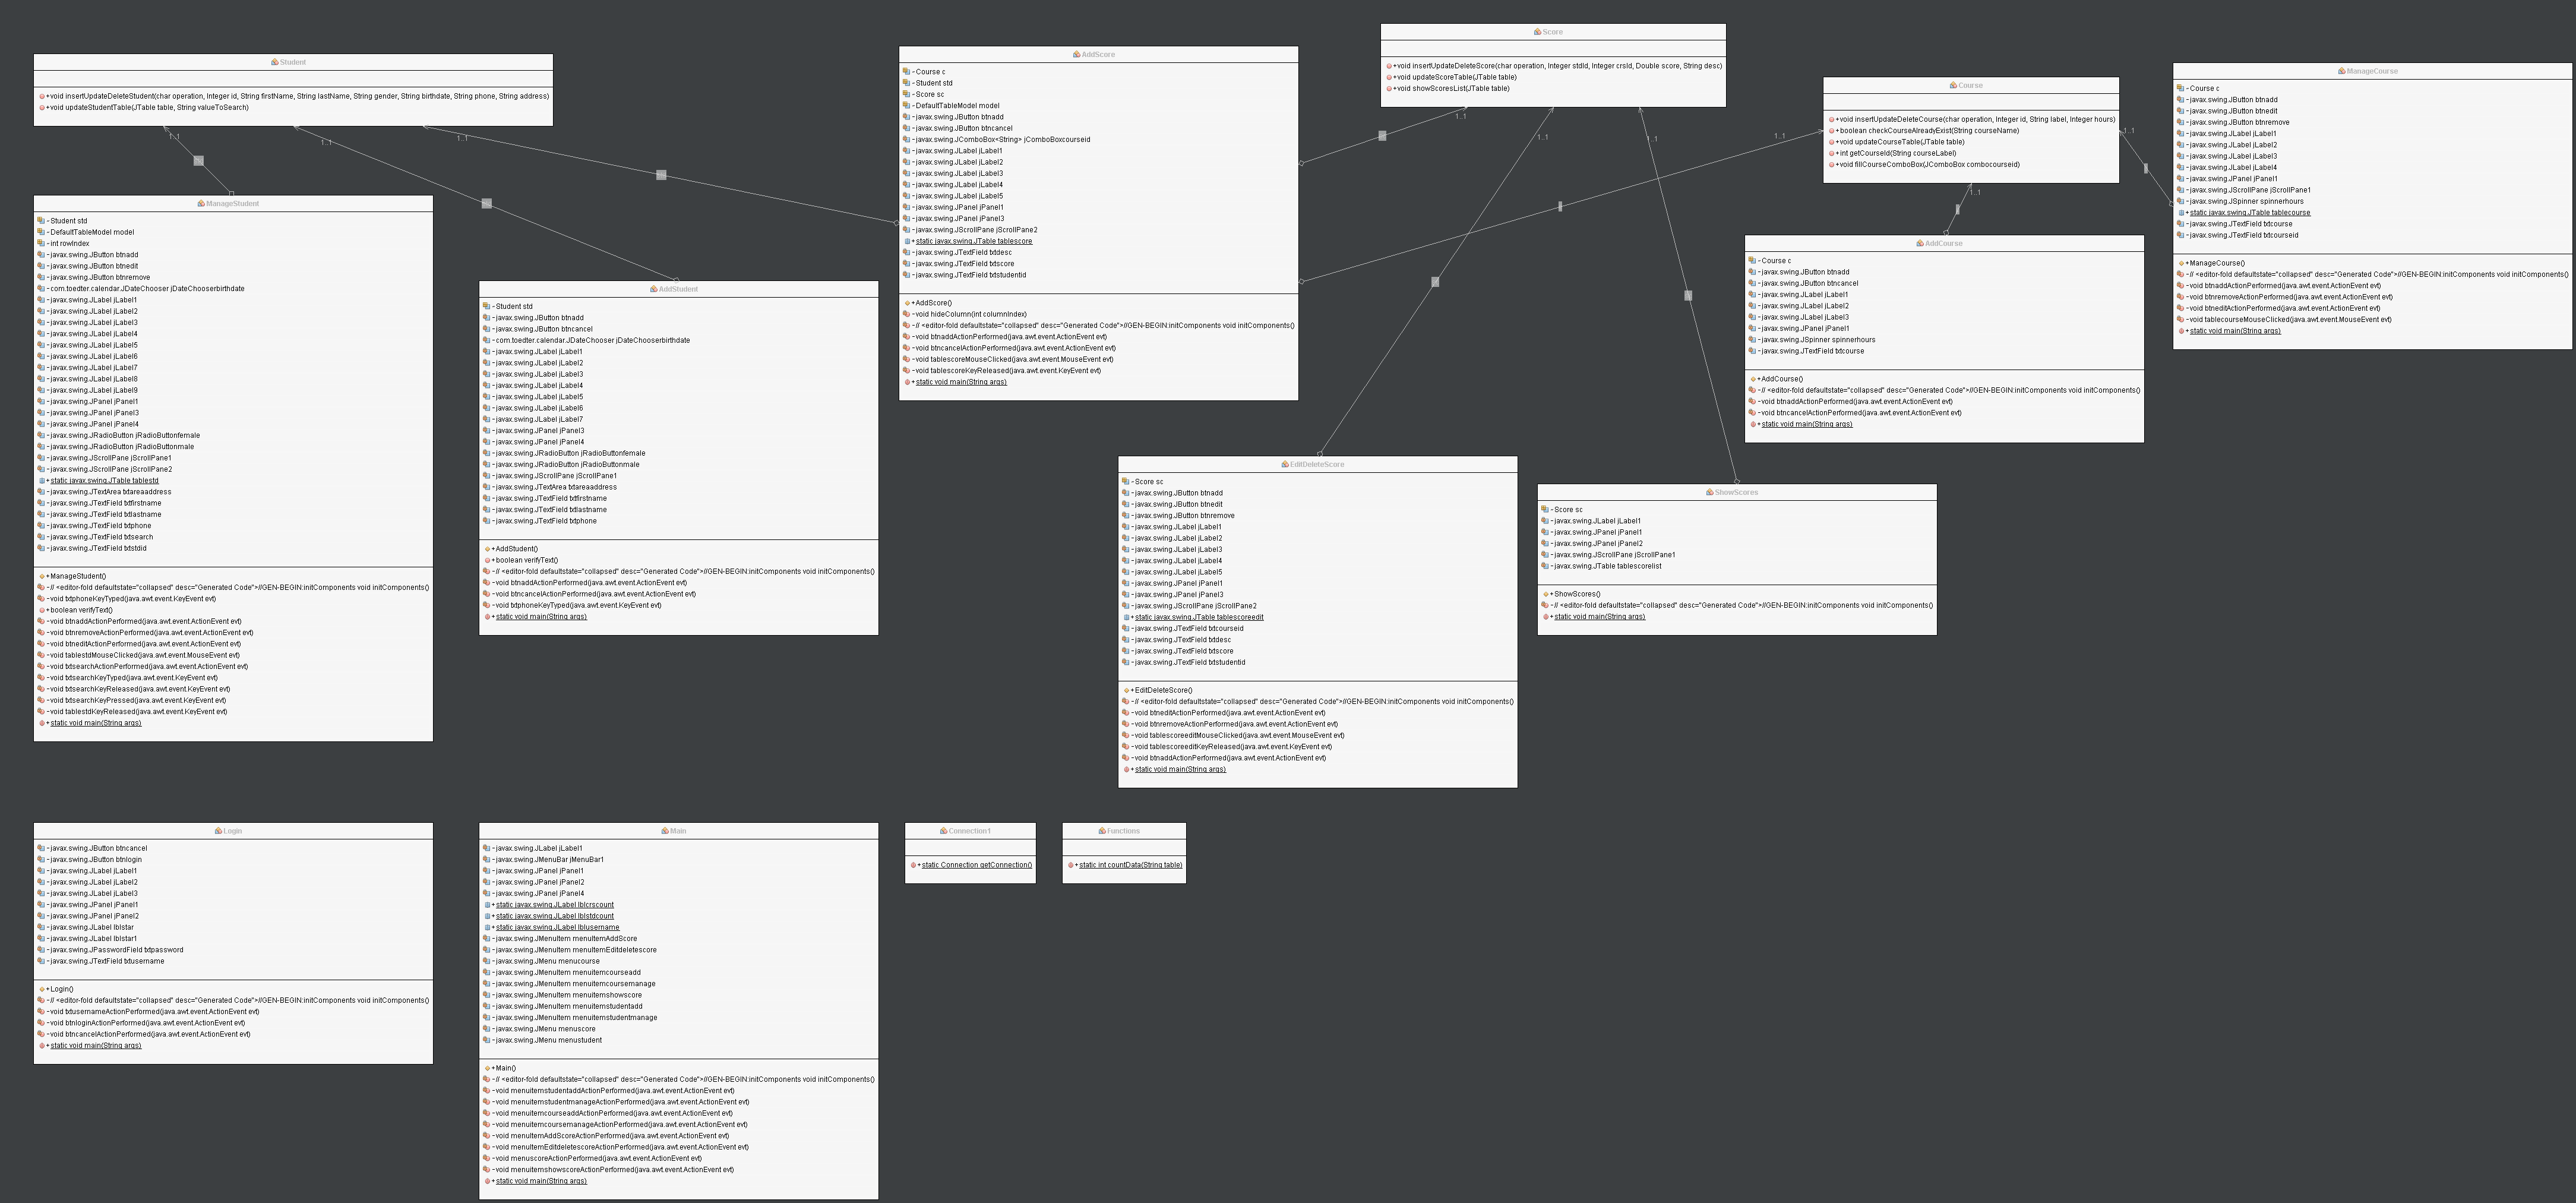 Student
+void insertUpdateDeleteStudent(char operation, Integer id, String firstName, String lastName, String gender, String birthdate, String phone, String address)
+void updateStudentTable(JTable table, String valueToSearch)
1..1
1..1
1..1
ManageStudent
-Student std
-DefaultTableModel model
-int rowIndex
-javax.swing.JButton btnadd
-javax.swing.JButton btnedit
-javax.swing.JButton btnremove
-com.toedter.calendar.JDateChooser jDateChooserbirthdate
-javax.swing.JLabel jLabel1
-javax.swing.JLabel jLabel2
-javax.swing.JLabel jLabel3
-javax.swing.JLabel jLabel4
-javax.swing.JLabel jLabel5
-javax.swing.JLabel jLabel6
-javax.swing.JLabel jLabel7
-javax.swing.JLabel jLabel8
-javax.swing.JLabel jLabel9
-javax.swing.JPanel jPanel1
-javax.swing.JPanel jPanel3
-javax.swing.JPanel jPanel4
-javax.swing.JRadioButton jRadioButtonfemale
-javax.swing.JRadioButton jRadioButtonmale
-javax.swing.JScrollPane jScrollPane1
-javax.swing.JScrollPane jScrollPane2
+static javax.swing.JTable tablestd
-javax.swing.JTextArea txtareaaddress
-javax.swing.JTextField txtfirstname
-javax.swing.JTextField txtlastname
-javax.swing.JTextField txtphone
-javax.swing.JTextField txtsearch
-javax.swing.JTextField txtstdid
+ManageStudent()
-// <editor-fold defaultstate="collapsed" desc="Generated Code">//GEN-BEGIN:initComponents void initComponents()
-void txtphoneKeyTyped(java.awt.event.KeyEvent evt)
+boolean verifyText()
-void btnaddActionPerformed(java.awt.event.ActionEvent evt)
-void btnremoveActionPerformed(java.awt.event.ActionEvent evt)
-void btneditActionPerformed(java.awt.event.ActionEvent evt)
-void tablestdMouseClicked(java.awt.event.MouseEvent evt)
-void txtsearchActionPerformed(java.awt.event.ActionEvent evt)
-void txtsearchKeyTyped(java.awt.event.KeyEvent evt)
-void txtsearchKeyReleased(java.awt.event.KeyEvent evt)
-void txtsearchKeyPressed(java.awt.event.KeyEvent evt)
-void tablestdKeyReleased(java.awt.event.KeyEvent evt)
+static void main(String args)
AddStudent
-Student std
-javax.swing.JButton btnadd
-javax.swing.JButton btncancel
-com.toedter.calendar.JDateChooser jDateChooserbirthdate
-javax.swing.JLabel jLabel1
-javax.swing.JLabel jLabel2
-javax.swing.JLabel jLabel3
-javax.swing.JLabel jLabel4
-javax.swing.JLabel jLabel5
-javax.swing.JLabel jLabel6
-javax.swing.JLabel jLabel7
-javax.swing.JPanel jPanel3
-javax.swing.JPanel jPanel4
-javax.swing.JRadioButton jRadioButtonfemale
-javax.swing.JRadioButton jRadioButtonmale
-javax.swing.JScrollPane jScrollPane1
-javax.swing.JTextArea txtareaaddress
-javax.swing.JTextField txtfirstname
-javax.swing.JTextField txtlastname
-javax.swing.JTextField txtphone
+AddStudent()
+boolean verifyText()
-// <editor-fold defaultstate="collapsed" desc="Generated Code">//GEN-BEGIN:initComponents void initComponents()
-void btnaddActionPerformed(java.awt.event.ActionEvent evt)
-void btncancelActionPerformed(java.awt.event.ActionEvent evt)
-void txtphoneKeyTyped(java.awt.event.KeyEvent evt)
+static void main(String args)
AddScore
-Course c
-Student std
-Score sc
-DefaultTableModel model
-javax.swing.JButton btnadd
-javax.swing.JButton btncancel
-javax.swing.JComboBox<String> jComboBoxcourseid
-javax.swing.JLabel jLabel1
-javax.swing.JLabel jLabel2
-javax.swing.JLabel jLabel3
-javax.swing.JLabel jLabel4
-javax.swing.JLabel jLabel5
-javax.swing.JPanel jPanel1
-javax.swing.JPanel jPanel3
-javax.swing.JScrollPane jScrollPane2
+static javax.swing.JTable tablescore
-javax.swing.JTextField txtdesc
-javax.swing.JTextField txtscore
-javax.swing.JTextField txtstudentid
+AddScore()
-void hideColumn(int columnIndex)
-// <editor-fold defaultstate="collapsed" desc="Generated Code">//GEN-BEGIN:initComponents void initComponents()
-void btnaddActionPerformed(java.awt.event.ActionEvent evt)
-void btncancelActionPerformed(java.awt.event.ActionEvent evt)
-void tablescoreMouseClicked(java.awt.event.MouseEvent evt)
-void tablescoreKeyReleased(java.awt.event.KeyEvent evt)
+static void main(String args)
Score
+void insertUpdateDeleteScore(char operation, Integer stdId, Integer crsId, Double score, String desc)
+void updateScoreTable(JTable table)
+void showScoresList(JTable table)
1..1
1..1
1..1
Course
+void insertUpdateDeleteCourse(char operation, Integer id, String label, Integer hours)
+boolean checkCourseAlreadyExist(String courseName)
+void updateCourseTable(JTable table)
+int getCourseId(String courseLabel)
+void fillCourseComboBox(JComboBox combocourseid)
1..1
1..1
1..1
ManageCourse
-Course c
-javax.swing.JButton btnadd
-javax.swing.JButton btnedit
-javax.swing.JButton btnremove
-javax.swing.JLabel jLabel1
-javax.swing.JLabel jLabel2
-javax.swing.JLabel jLabel3
-javax.swing.JLabel jLabel4
-javax.swing.JPanel jPanel1
-javax.swing.JScrollPane jScrollPane1
-javax.swing.JSpinner spinnerhours
+static javax.swing.JTable tablecourse
-javax.swing.JTextField txtcourse
-javax.swing.JTextField txtcourseid
+ManageCourse()
-// <editor-fold defaultstate="collapsed" desc="Generated Code">//GEN-BEGIN:initComponents void initComponents()
-void btnaddActionPerformed(java.awt.event.ActionEvent evt)
-void btnremoveActionPerformed(java.awt.event.ActionEvent evt)
-void btneditActionPerformed(java.awt.event.ActionEvent evt)
-void tablecourseMouseClicked(java.awt.event.MouseEvent evt)
+static void main(String args)
AddCourse
-Course c
-javax.swing.JButton btnadd
-javax.swing.JButton btncancel
-javax.swing.JLabel jLabel1
-javax.swing.JLabel jLabel2
-javax.swing.JLabel jLabel3
-javax.swing.JPanel jPanel1
-javax.swing.JSpinner spinnerhours
-javax.swing.JTextField txtcourse
+AddCourse()
-// <editor-fold defaultstate="collapsed" desc="Generated Code">//GEN-BEGIN:initComponents void initComponents()
-void btnaddActionPerformed(java.awt.event.ActionEvent evt)
-void btncancelActionPerformed(java.awt.event.ActionEvent evt)
+static void main(String args)
EditDeleteScore
-Score sc
-javax.swing.JButton btnadd
-javax.swing.JButton btnedit
-javax.swing.JButton btnremove
-javax.swing.JLabel jLabel1
-javax.swing.JLabel jLabel2
-javax.swing.JLabel jLabel3
-javax.swing.JLabel jLabel4
-javax.swing.JLabel jLabel5
-javax.swing.JPanel jPanel1
-javax.swing.JPanel jPanel3
-javax.swing.JScrollPane jScrollPane2
+static javax.swing.JTable tablescoreedit
-javax.swing.JTextField txtcourseid
-javax.swing.JTextField txtdesc
-javax.swing.JTextField txtscore
-javax.swing.JTextField txtstudentid
+EditDeleteScore()
-// <editor-fold defaultstate="collapsed" desc="Generated Code">//GEN-BEGIN:initComponents void initComponents()
-void btneditActionPerformed(java.awt.event.ActionEvent evt)
-void btnremoveActionPerformed(java.awt.event.ActionEvent evt)
-void tablescoreeditMouseClicked(java.awt.event.MouseEvent evt)
-void tablescoreeditKeyReleased(java.awt.event.KeyEvent evt)
-void btnaddActionPerformed(java.awt.event.ActionEvent evt)
+static void main(String args)
ShowScores
-Score sc
-javax.swing.JLabel jLabel1
-javax.swing.JPanel jPanel1
-javax.swing.JPanel jPanel2
-javax.swing.JScrollPane jScrollPane1
-javax.swing.JTable tablescorelist
+ShowScores()
-// <editor-fold defaultstate="collapsed" desc="Generated Code">//GEN-BEGIN:initComponents void initComponents()
+static void main(String args)
Login
-javax.swing.JButton btncancel
-javax.swing.JButton btnlogin
-javax.swing.JLabel jLabel1
-javax.swing.JLabel jLabel2
-javax.swing.JLabel jLabel3
-javax.swing.JPanel jPanel1
-javax.swing.JPanel jPanel2
-javax.swing.JLabel lblstar
-javax.swing.JLabel lblstar1
-javax.swing.JPasswordField txtpassword
-javax.swing.JTextField txtusername
+Login()
-// <editor-fold defaultstate="collapsed" desc="Generated Code">//GEN-BEGIN:initComponents void initComponents()
-void txtusernameActionPerformed(java.awt.event.ActionEvent evt)
-void btnloginActionPerformed(java.awt.event.ActionEvent evt)
-void btncancelActionPerformed(java.awt.event.ActionEvent evt)
+static void main(String args)
Main
-javax.swing.JLabel jLabel1
-javax.swing.JMenuBar jMenuBar1
-javax.swing.JPanel jPanel1
-javax.swing.JPanel jPanel2
-javax.swing.JPanel jPanel4
+static javax.swing.JLabel lblcrscount
+static javax.swing.JLabel lblstdcount
+static javax.swing.JLabel lblusername
-javax.swing.JMenuItem menuItemAddScore
-javax.swing.JMenuItem menuItemEditdeletescore
-javax.swing.JMenu menucourse
-javax.swing.JMenuItem menuitemcourseadd
-javax.swing.JMenuItem menuitemcoursemanage
-javax.swing.JMenuItem menuitemshowscore
-javax.swing.JMenuItem menuitemstudentadd
-javax.swing.JMenuItem menuitemstudentmanage
-javax.swing.JMenu menuscore
-javax.swing.JMenu menustudent
+Main()
-// <editor-fold defaultstate="collapsed" desc="Generated Code">//GEN-BEGIN:initComponents void initComponents()
-void menuitemstudentaddActionPerformed(java.awt.event.ActionEvent evt)
-void menuitemstudentmanageActionPerformed(java.awt.event.ActionEvent evt)
-void menuitemcourseaddActionPerformed(java.awt.event.ActionEvent evt)
-void menuitemcoursemanageActionPerformed(java.awt.event.ActionEvent evt)
-void menuItemAddScoreActionPerformed(java.awt.event.ActionEvent evt)
-void menuItemEditdeletescoreActionPerformed(java.awt.event.ActionEvent evt)
-void menuscoreActionPerformed(java.awt.event.ActionEvent evt)
-void menuitemshowscoreActionPerformed(java.awt.event.ActionEvent evt)
+static void main(String args)
Connection1
+static Connection getConnection()
Functions
+static int countData(String table)